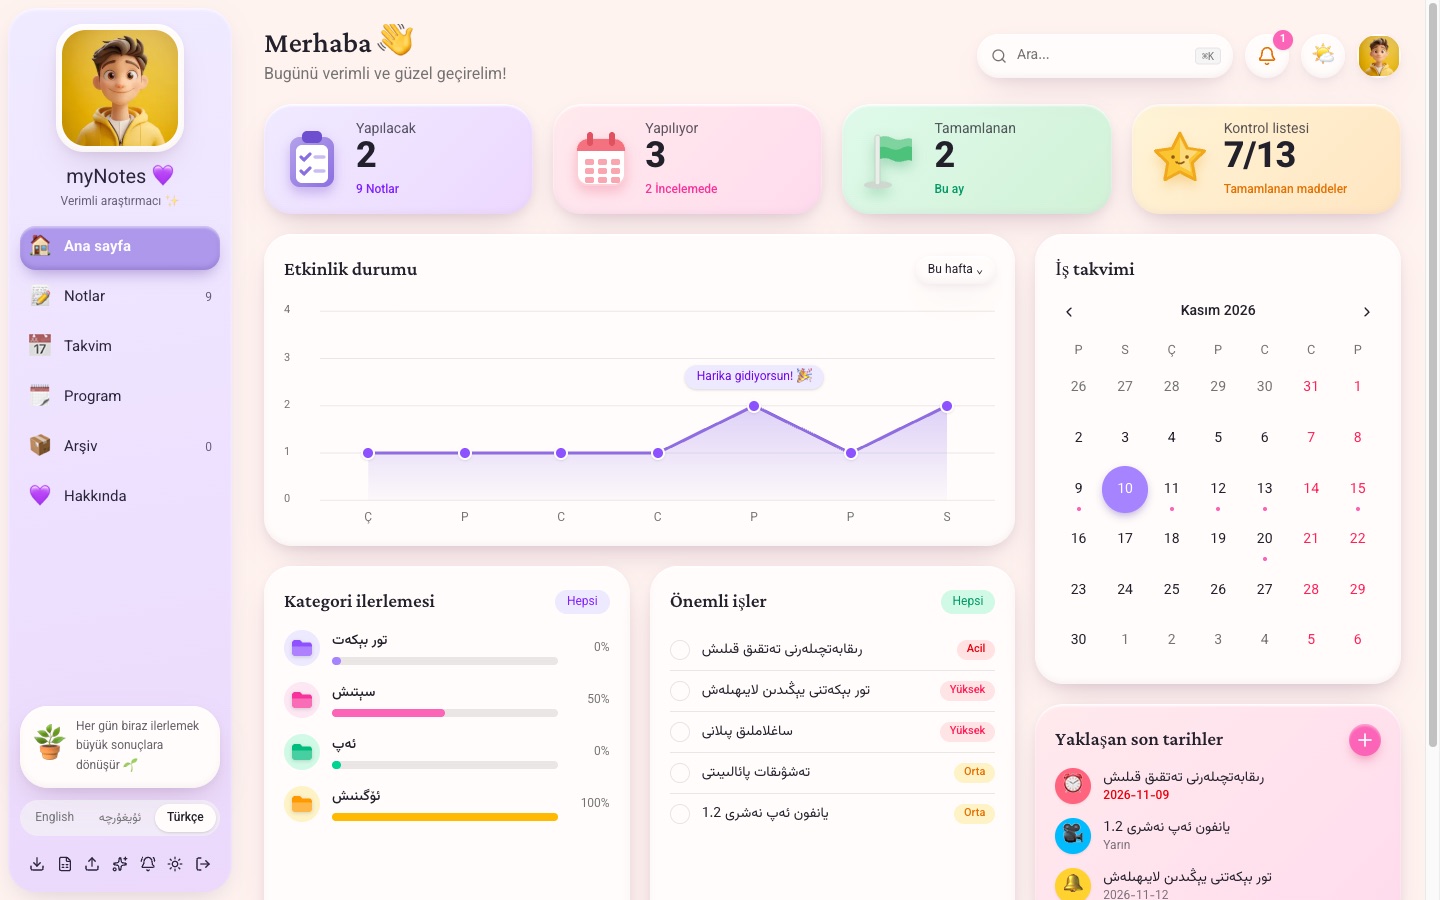 myNotes 💜
Verimli araştırmacı ✨
Ana sayfa
Notlar 9
Takvim
Program
Arşiv 0
Hakkında
Her gün biraz ilerlemek
büyük sonuçlara
dönüşür 🌱
English ئۇيغۇرچە Türkçe
Merhaba 👋
Bugünü verimli ve güzel geçirelim!
Ara... ⌘K
1
Yapılacak
2
9 Notlar
Yapılıyor
3
2 İncelemede
Tamamlanan
2
Bu ay
Kontrol listesi
7/13
Tamamlanan maddeler
Etkinlik durumu
Bu hafta
4
3
2
1
0
Harika gidiyorsun! 🎉
Ç P C C P P S
İş takvimi
Kasım 2026
P S Ç P C C P
26 27 28 29 30 31 1
2 3 4 5 6 7 8
9 10 11 12 13 14 15
16 17 18 19 20 21 22
23 24 25 26 27 28 29
30 1 2 3 4 5 6
Kategori ilerlemesi
Hepsi
تور بېكەت
0%
سېتىش
50%
ئەپ
0%
ئۆگىنىش
100%
Önemli işler
Hepsi
رىقابەتچىلەرنى تەتقىق قىلىش
Acil
تور بېكەتنى يېڭىدىن لايىھىلەش
Yüksek
ساغلاملىق پىلانى
Yüksek
تەشۋىقات پائالىيىتى
Orta
يانفون ئەپ نەشرى 1.2
Orta
Yaklaşan son tarihler
رىقابەتچىلەرنى تەتقىق قىلىش
2026-11-09
يانفون ئەپ نەشرى 1.2
Yarın
تور بېكەتنى يېڭىدىن لايىھىلەش
2026-11-12